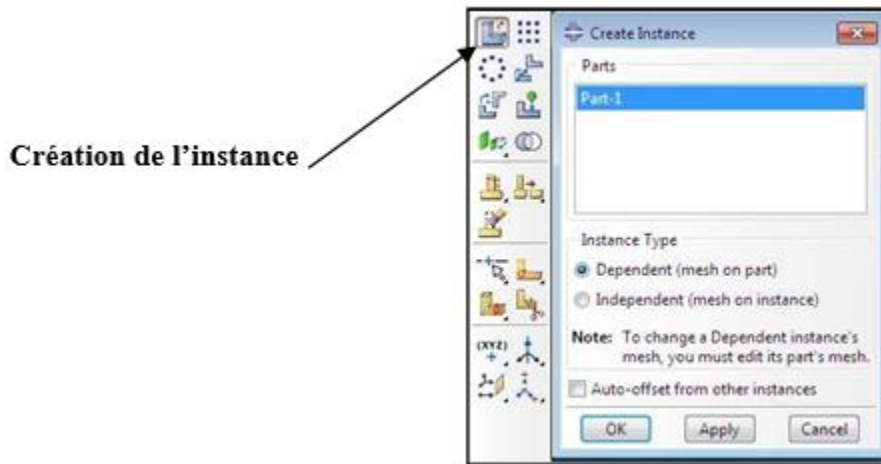 Création de l'instance
Create Instance
Parts
Part-1
Instance Type
Dependent (mesh on part)
Independent (mesh on instance)
Note: To change a Dependent instance's
mesh, you must edit its part's mesh.
Auto-offset from other instances
OK Apply Cancel
(XYZ)